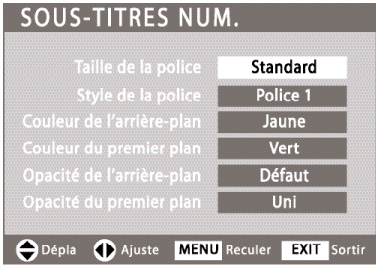 SOUS-TITRES NUM.
Taille de la police Standard
Style de la police Police 1
Couleur de l'arrière-plan Jaune
Couleur du premier plan Vert
Opacité de l'arrière-plan Défaut
Opacité du premier plan Uni
Dépla Ajuste MENU Reculer EXIT Sortir